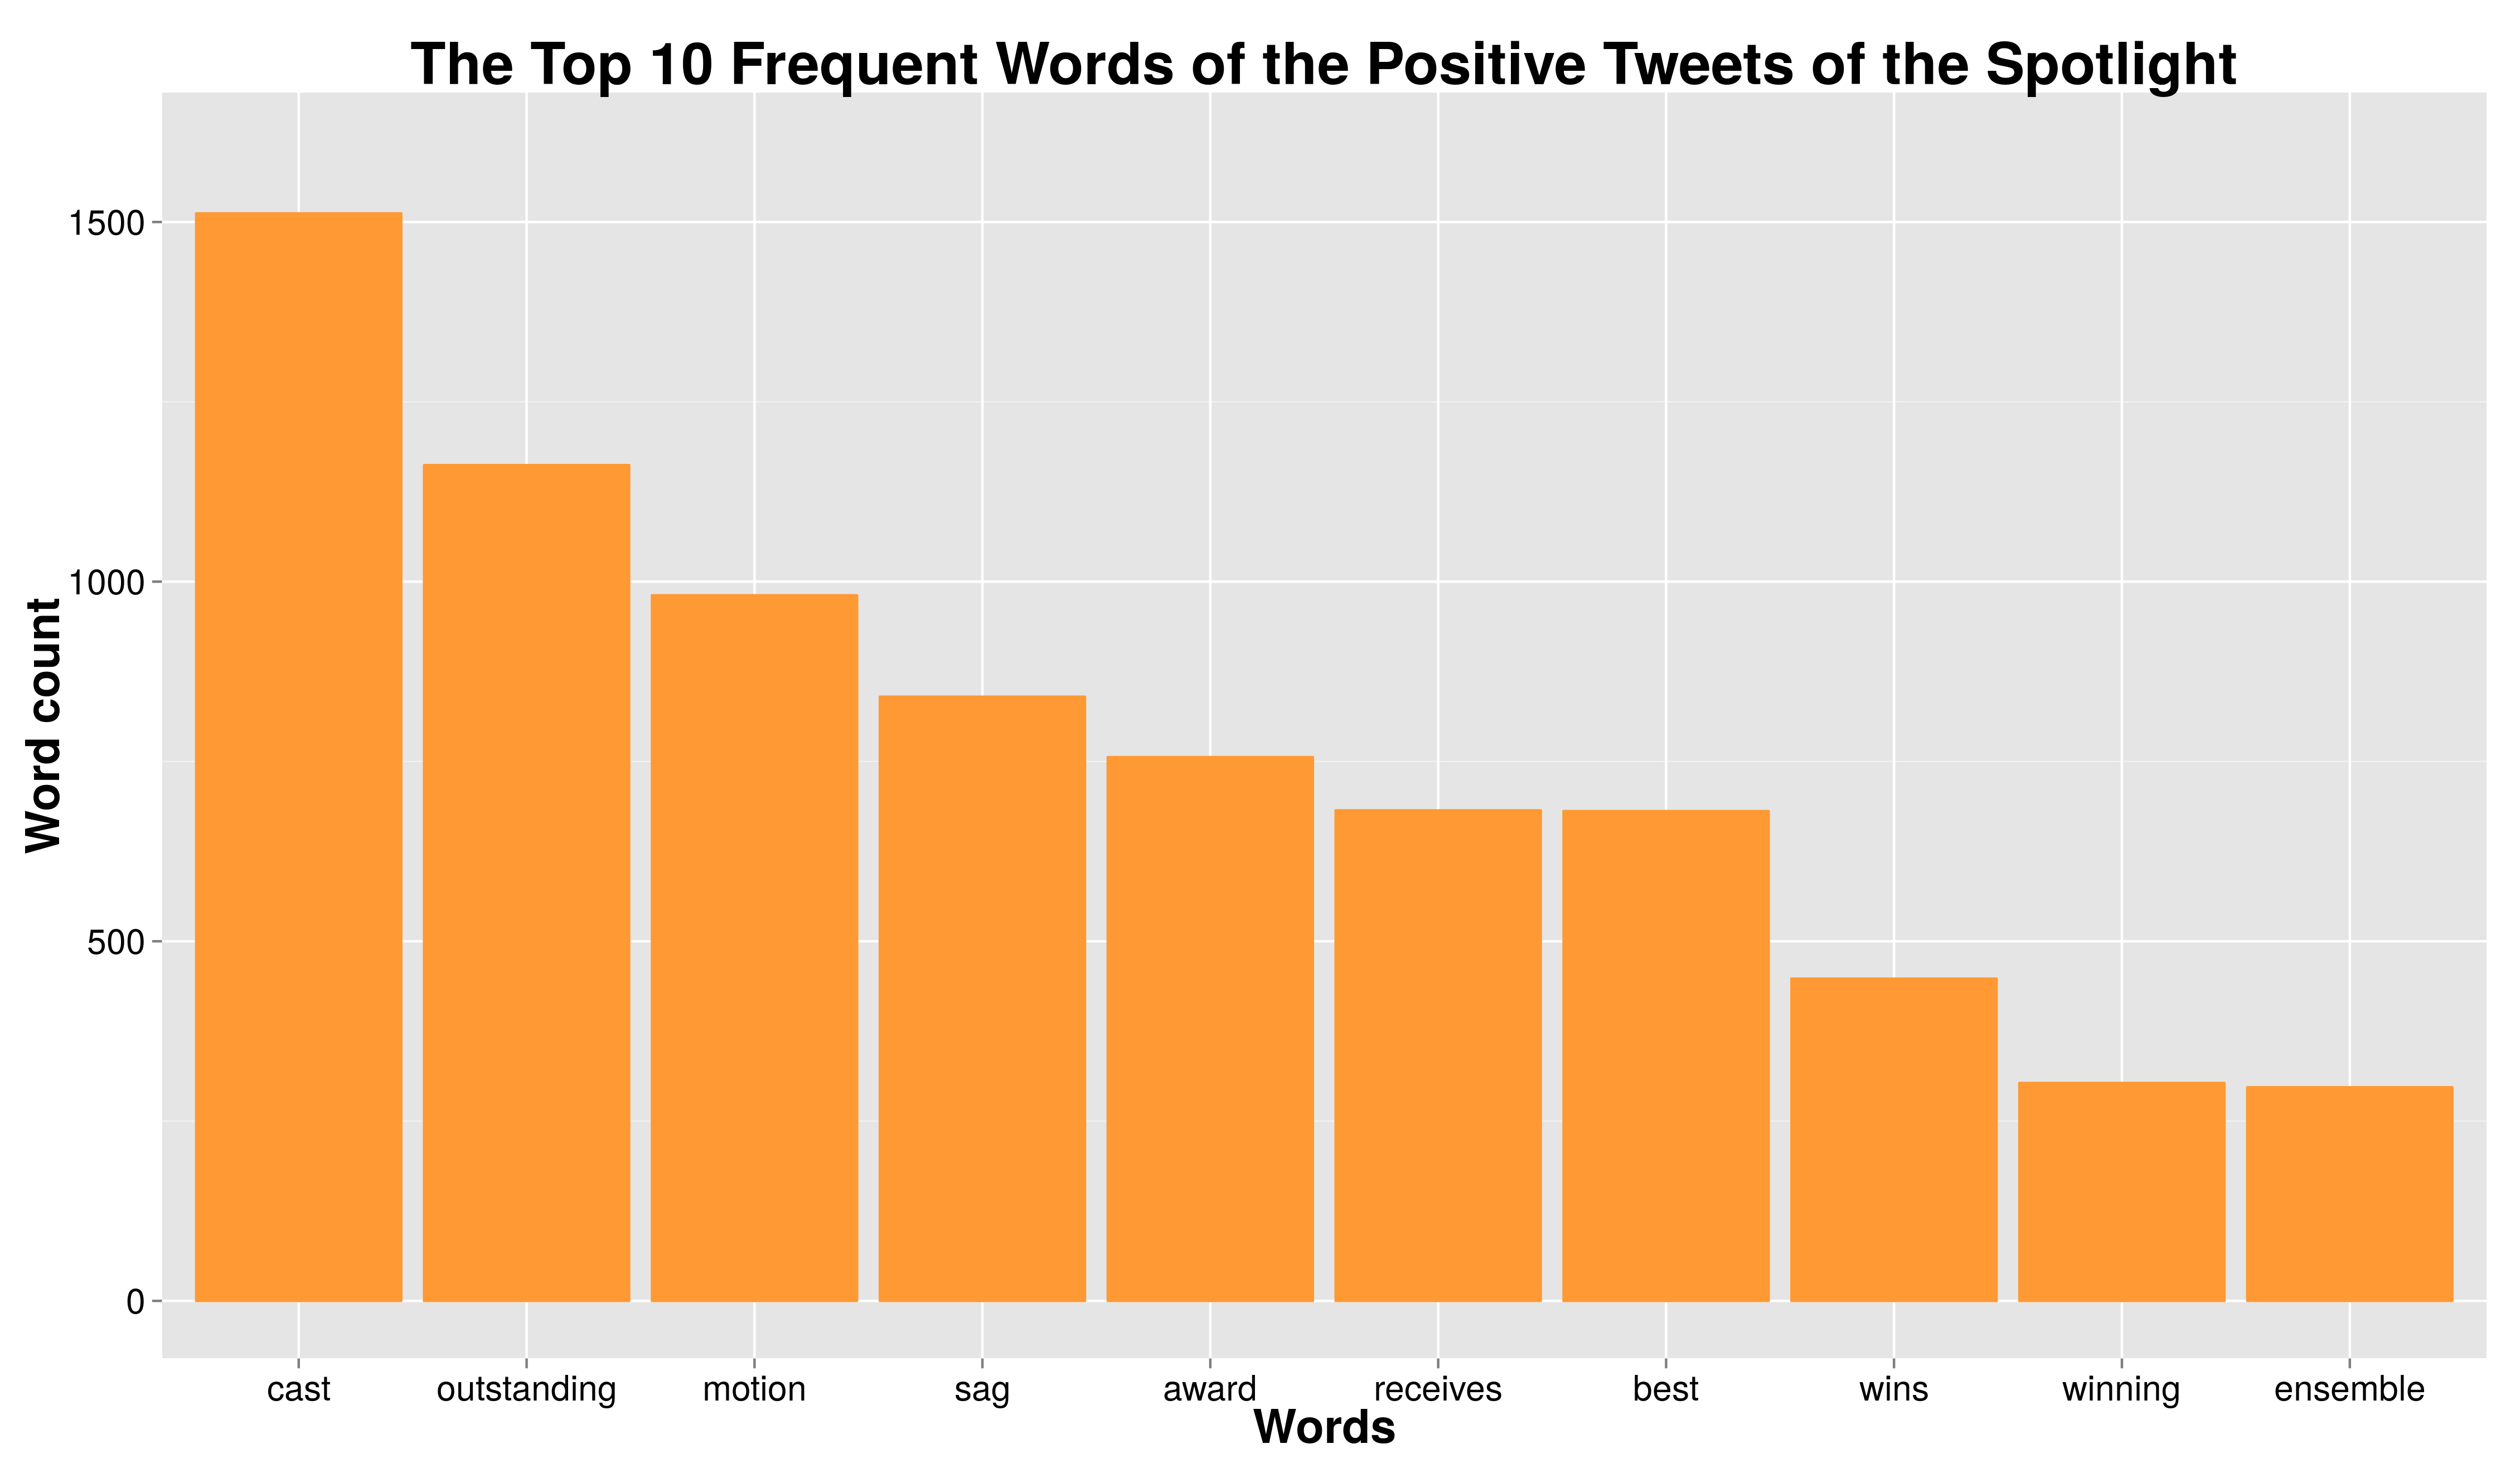 The Top 10 Frequent Words of the Positive Tweets of the Spotlight
Word count
1500
1000
500
0
cast outstanding motion sag award receives best wins winning ensemble
Words